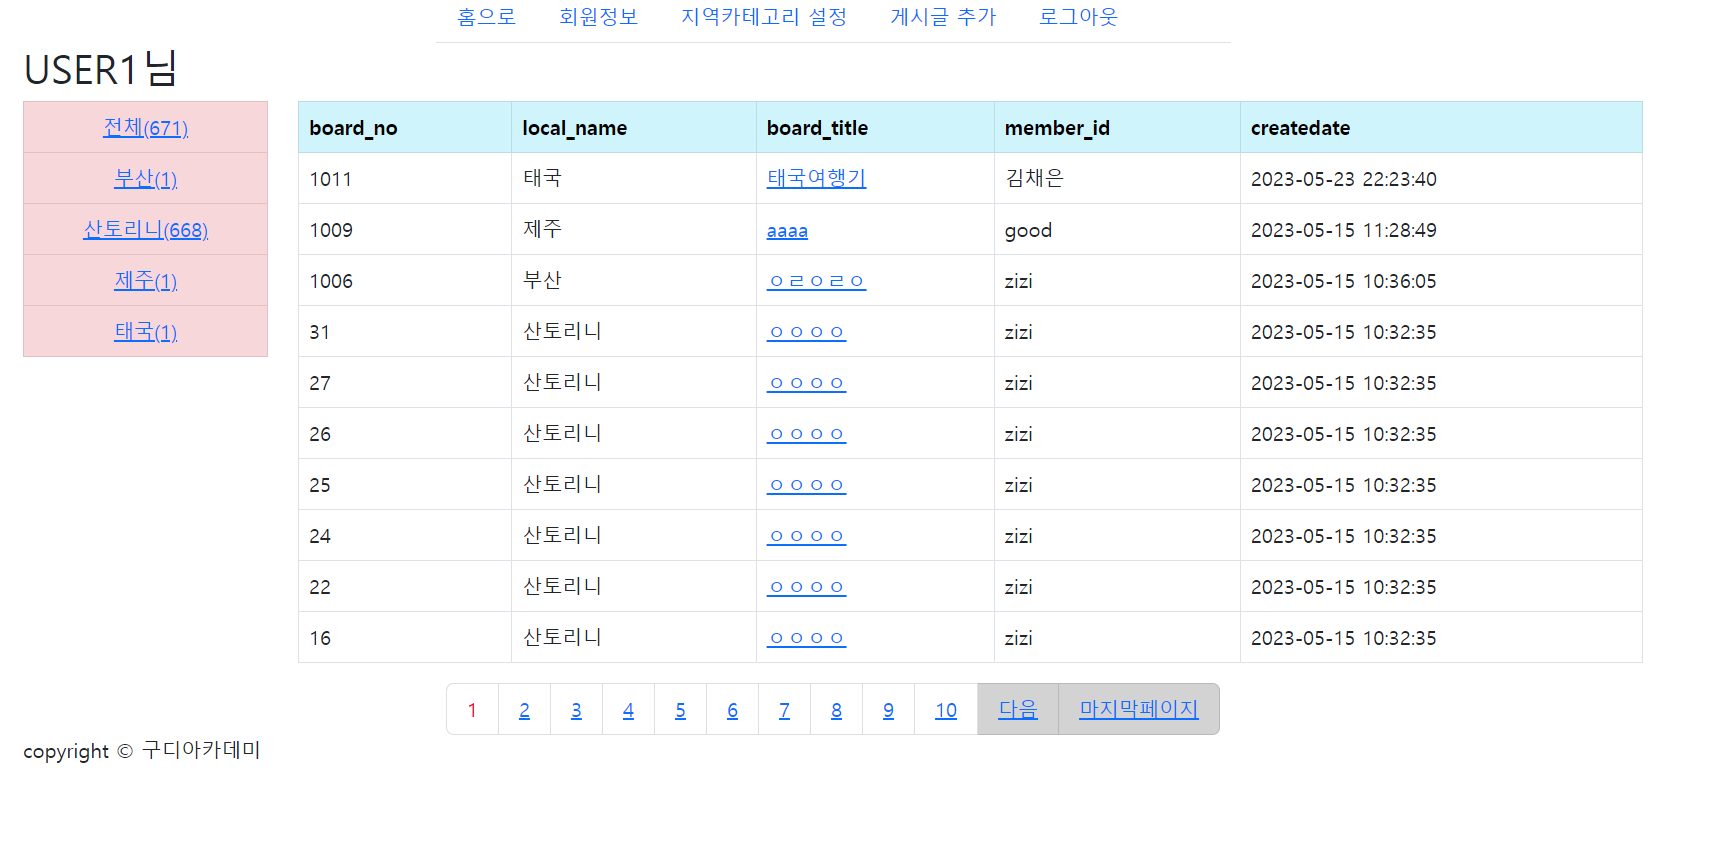 홈으로 회원정보 지역카테고리 설정 게시글 추가 로그아웃
USER1님
전체(671)
부산(1)
산토리니(668)
제주(1)
태국(1)
board_no local_name board_title member_id createdate
1011 태국 태국여행기 김채은 2023-05-23 22:23:40
1009 제주 aaaa good 2023-05-15 11:28:49
1006 부산 ㅇㄹㅇㄹㅇ zizi 2023-05-15 10:36:05
31 산토리니 ㅇㅇㅇㅇ zizi 2023-05-15 10:32:35
27 산토리니 ㅇㅇㅇㅇ zizi 2023-05-15 10:32:35
26 산토리니 ㅇㅇㅇㅇ zizi 2023-05-15 10:32:35
25 산토리니 ㅇㅇㅇㅇ zizi 2023-05-15 10:32:35
24 산토리니 ㅇㅇㅇㅇ zizi 2023-05-15 10:32:35
22 산토리니 ㅇㅇㅇㅇ zizi 2023-05-15 10:32:35
16 산토리니 ㅇㅇㅇㅇ zizi 2023-05-15 10:32:35
1 2 3 4 5 6 7 8 9 10 다음 마지막페이지
copyright © 구디아카데미